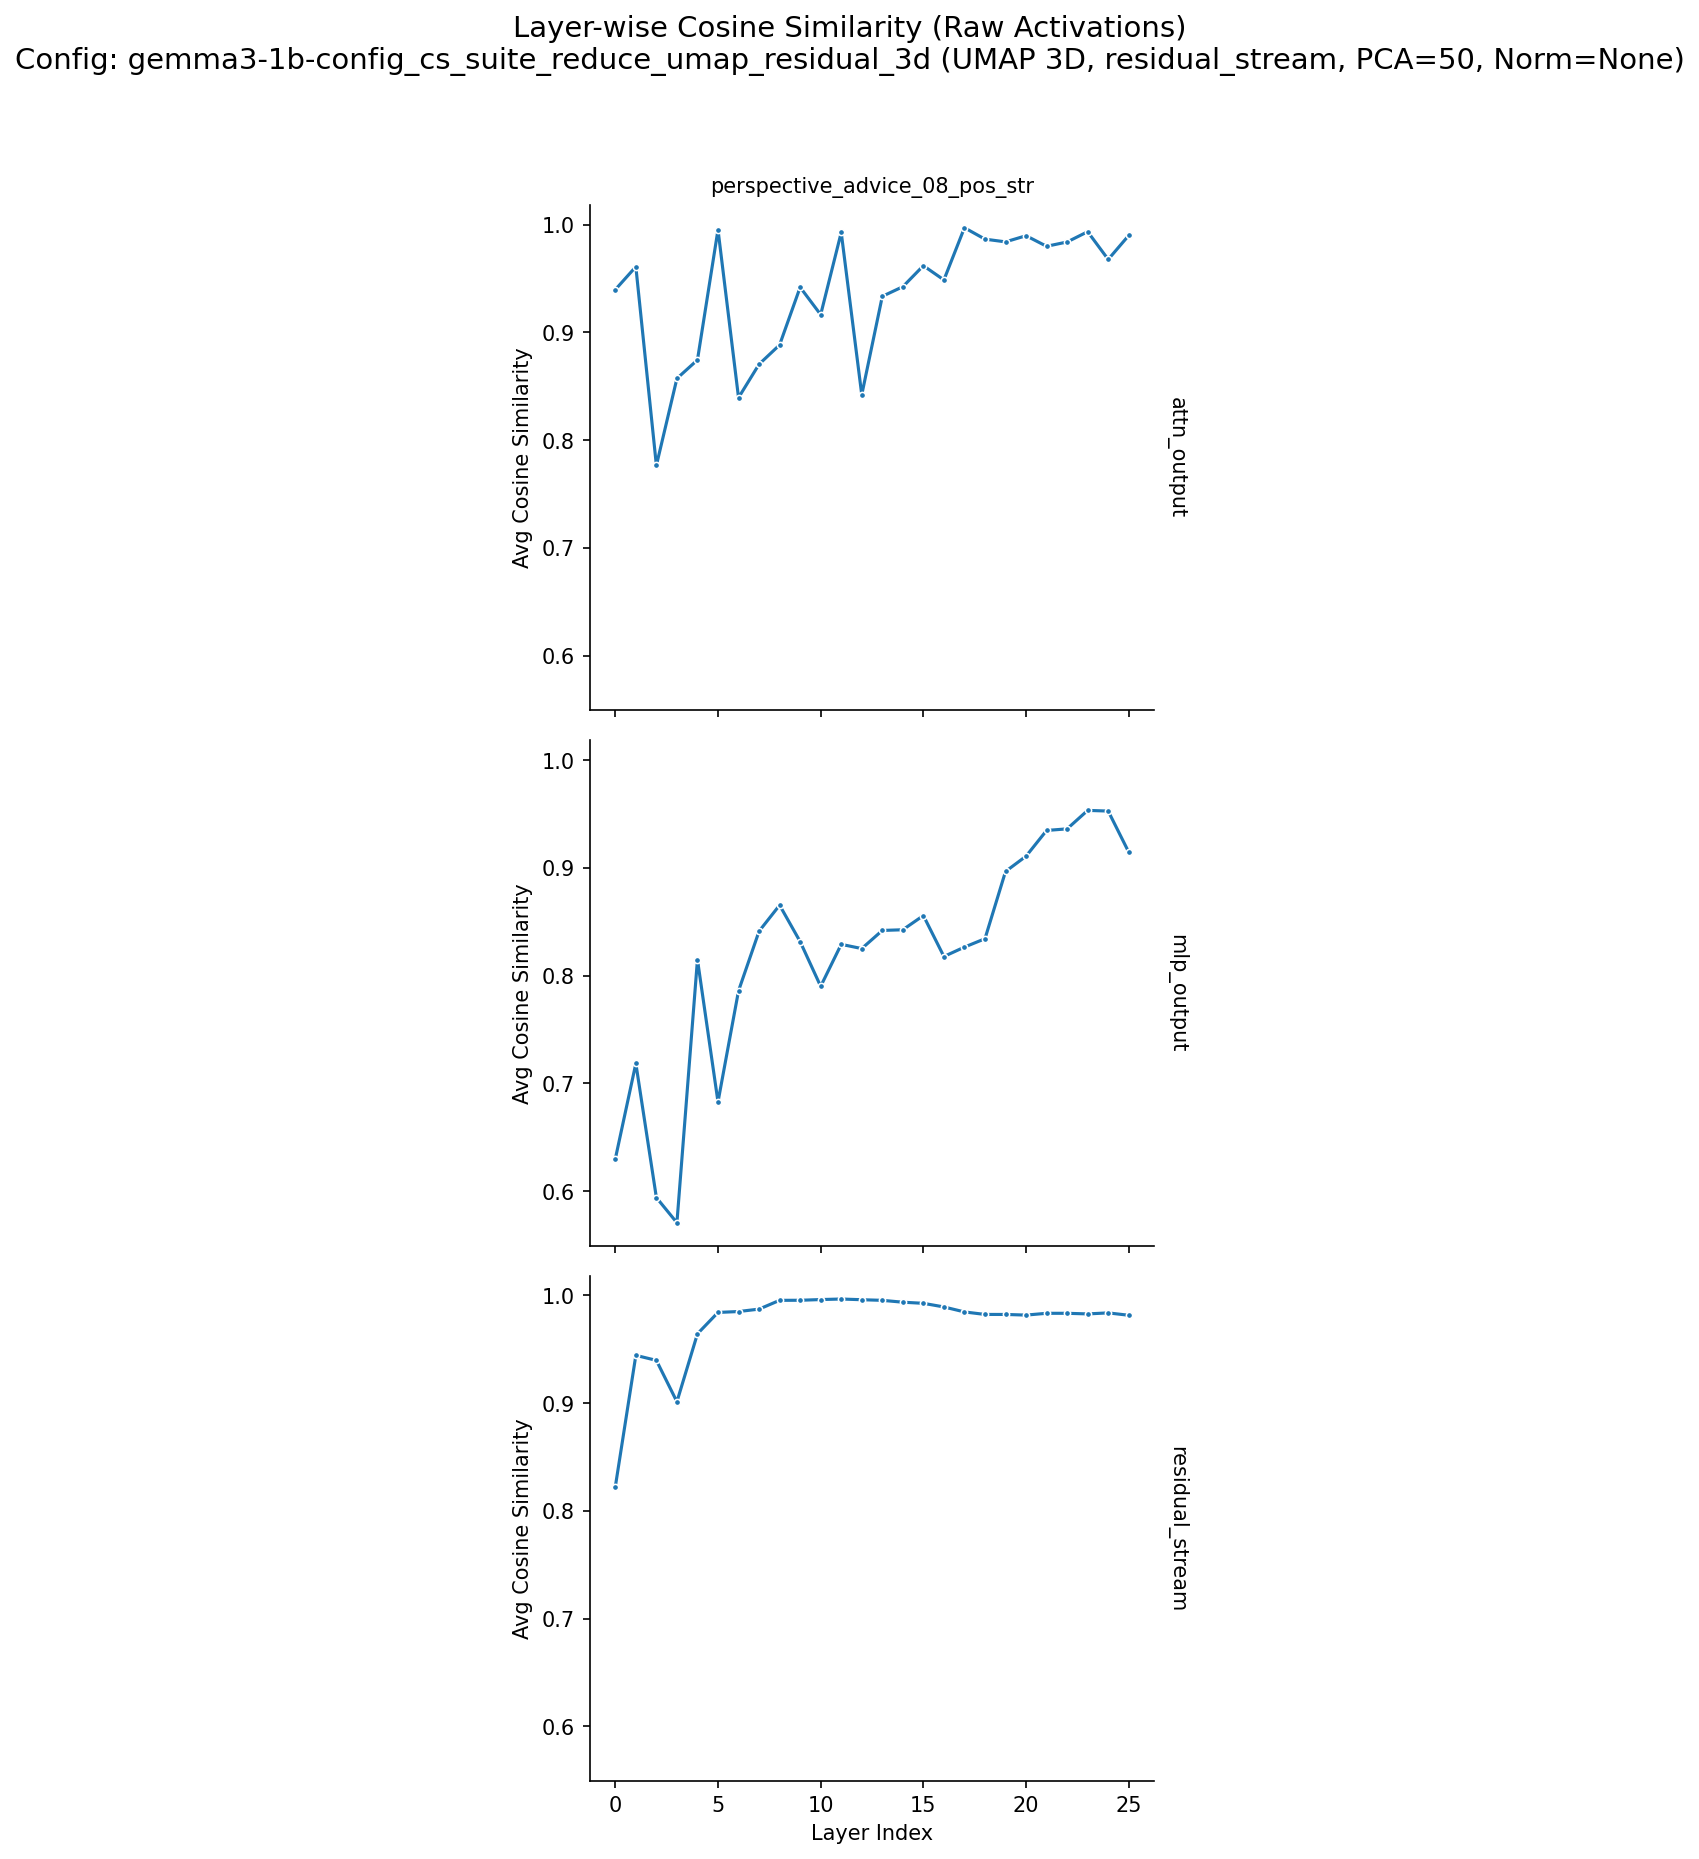 Layer-wise Cosine Similarity (Raw Activations)
Config: gemma3-1b-config_cs_suite_reduce_umap_residual_3d (UMAP 3D, residual_stream, PCA=50, Norm=None)
perspective_advice_08_pos_str
1.0
0.9
0.8
0.7
0.6
Avg Cosine Similarity
attn_output
1.0
0.9
0.8
0.7
0.6
Avg Cosine Similarity
mlp_output
1.0
0.9
0.8
0.7
0.6
Avg Cosine Similarity
residual_stream
0 5 10 15 20 25
Layer Index